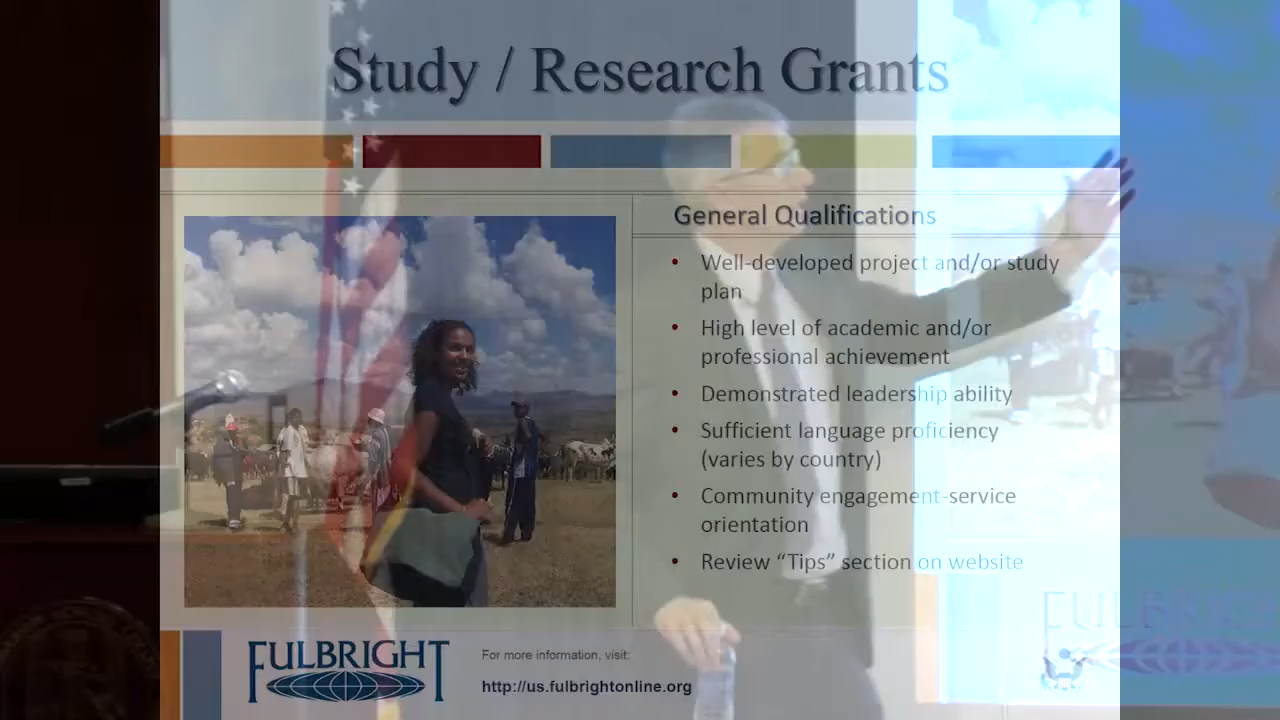 Study / Research Grants
General Qualifications
• Well-developed project and/or study
plan
• High level of academic and/or
professional achievement
• Demonstrated leadership ability
• Sufficient language proficiency
(varies by country)
• Community engagement-service
orientation
• Review “Tips” section on website
FULBRIGHT
For more information, visit:
http://us.fulbrightonline.org
FULBRIG